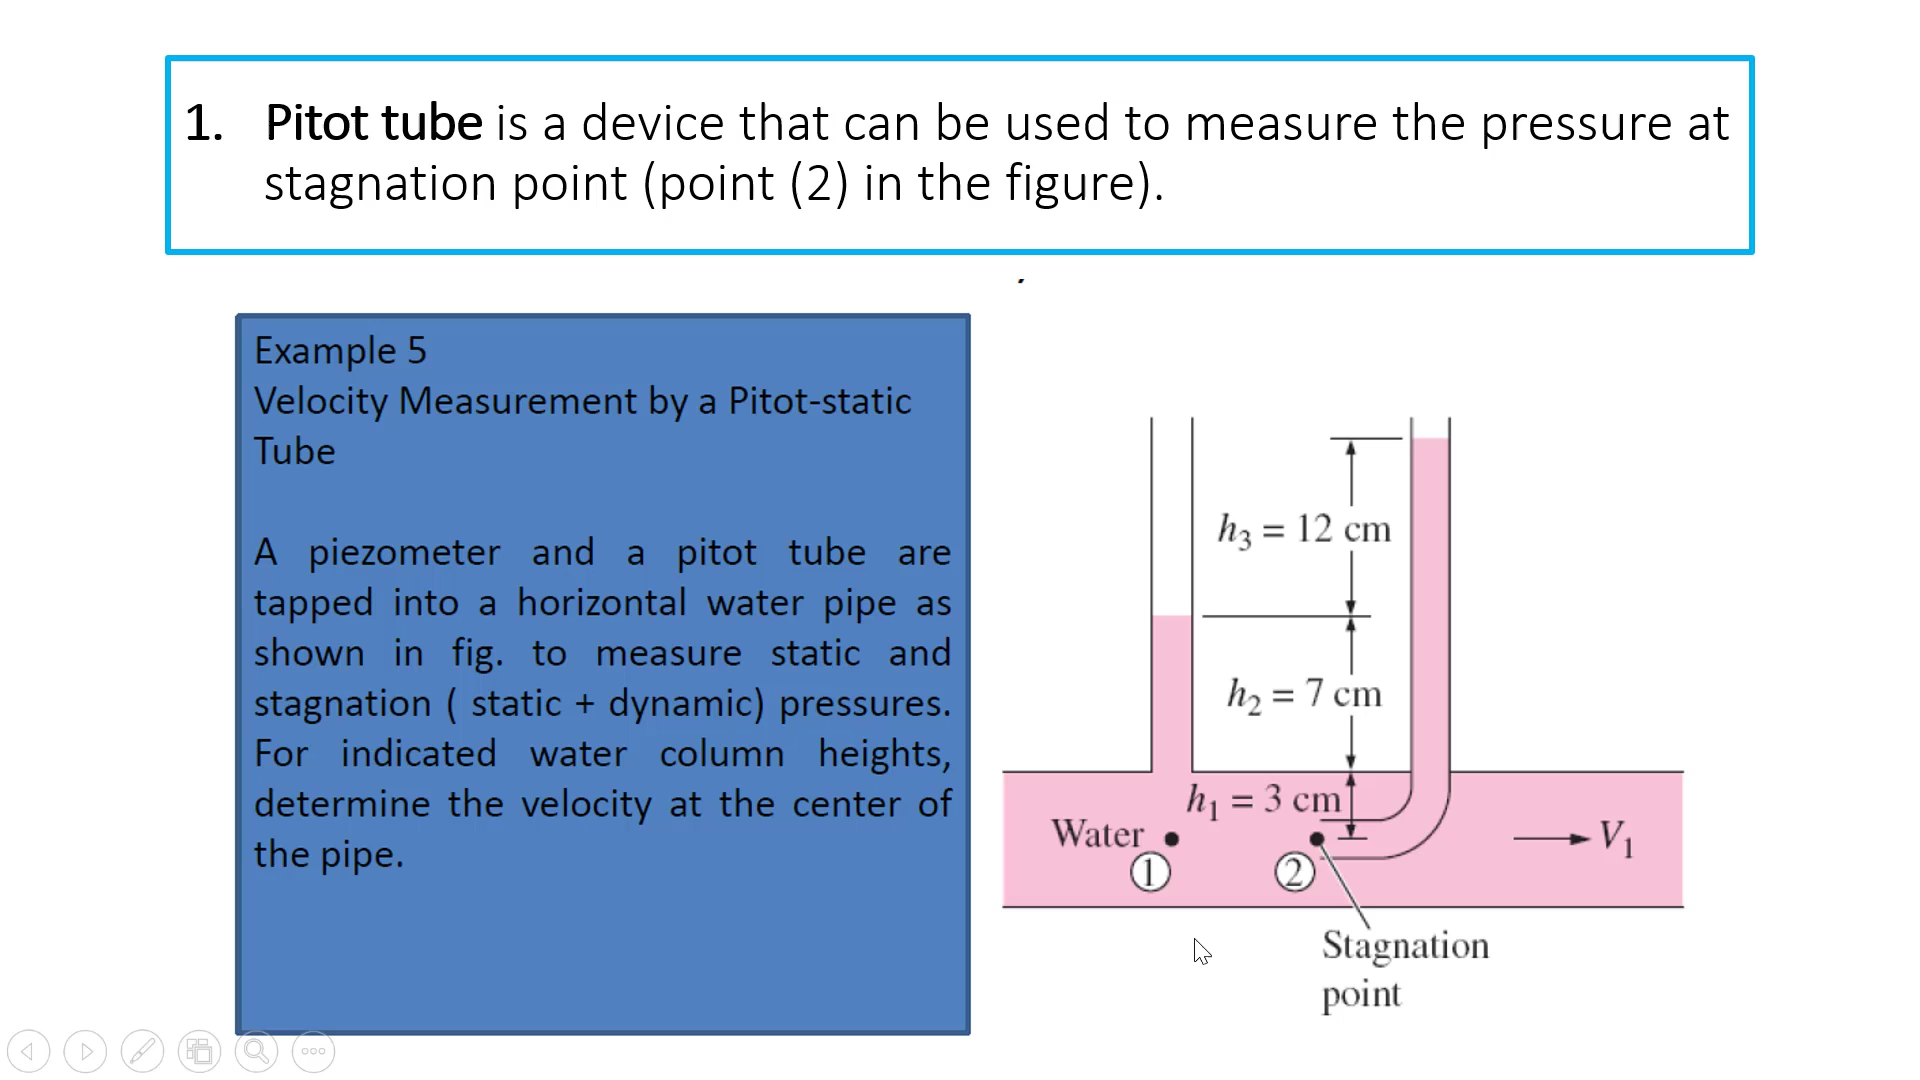 1. Pitot tube is a device that can be used to measure the pressure at
stagnation point (point (2) in the figure).
Example 5
Velocity Measurement by a Pitot-static
Tube
A piezometer and a pitot tube are
tapped into a horizontal water pipe as
shown in fig. to measure static and
stagnation ( static + dynamic) pressures.
For indicated water column heights,
determine the velocity at the center of
the pipe.
h₃ = 12 cm
h₂ = 7 cm
h₁ = 3 cm
Water
V₁
① ②
Stagnation
point